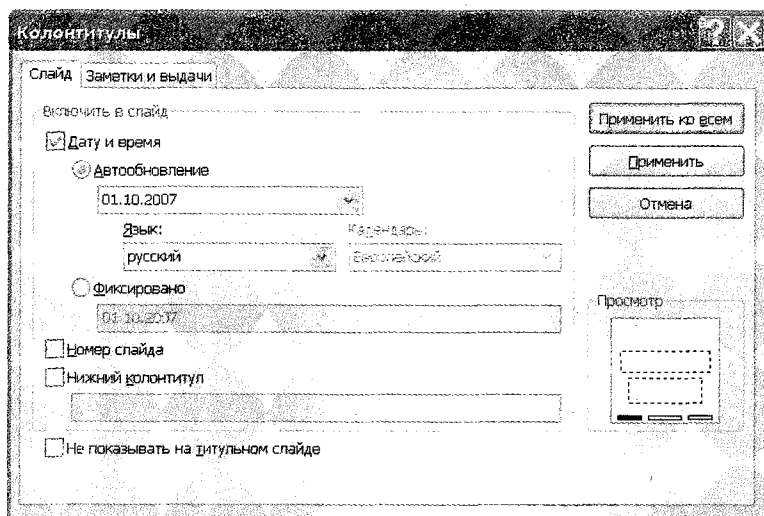 Колонтитулы
Слайд Заметки и выдачи
Включить в слайд
Дату и время
Автообновление
01.10.2007
Язык: Календарь:
русский Европейский
Фиксировано
01.10.2007
Номер слайда
Нижний колонтитул
Не показывать на титульном слайде
Применить ко всем
Применить
Отмена
Просмотр